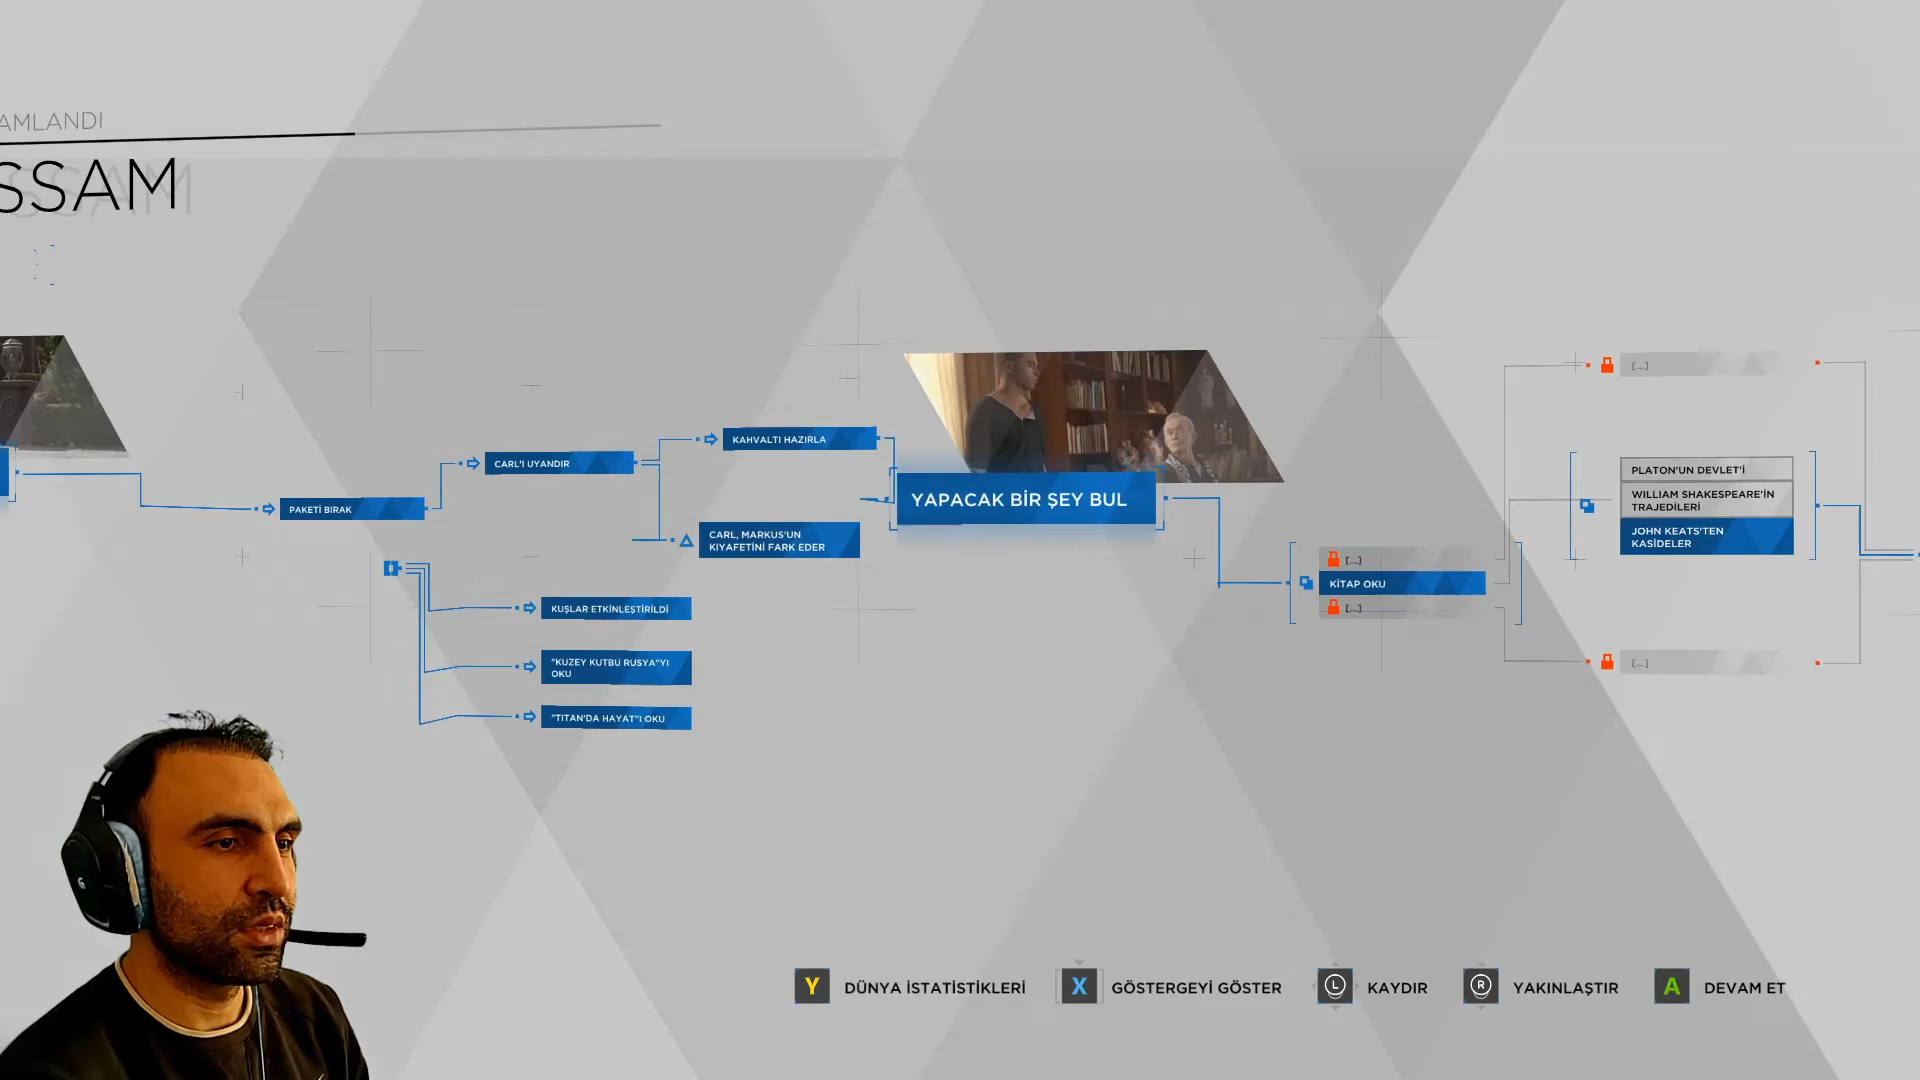 AMLANDI
SSAM
PAKETİ BIRAK
CARL'I UYANDIR
KAHVALTI HAZIRLA
CARL, MARKUS'UN
KIYAFETİNİ FARK EDER
KUŞLAR ETKİNLEŞTİRİLDİ
"KUZEY KUTBU RUSYA"YI
OKU
"TITAN'DA HAYAT"I OKU
YAPACAK BİR ŞEY BUL
[...]
KİTAP OKU
[...]
[...]
PLATON'UN DEVLET'İ
WILLIAM SHAKESPEARE'İN
TRAJEDİLERİ
JOHN KEATS'TEN
KASİDELER
[...]
Y DÜNYA İSTATİSTİKLERİ
X GÖSTERGEYİ GÖSTER
L KAYDIR
R YAKINLAŞTIR
A DEVAM ET